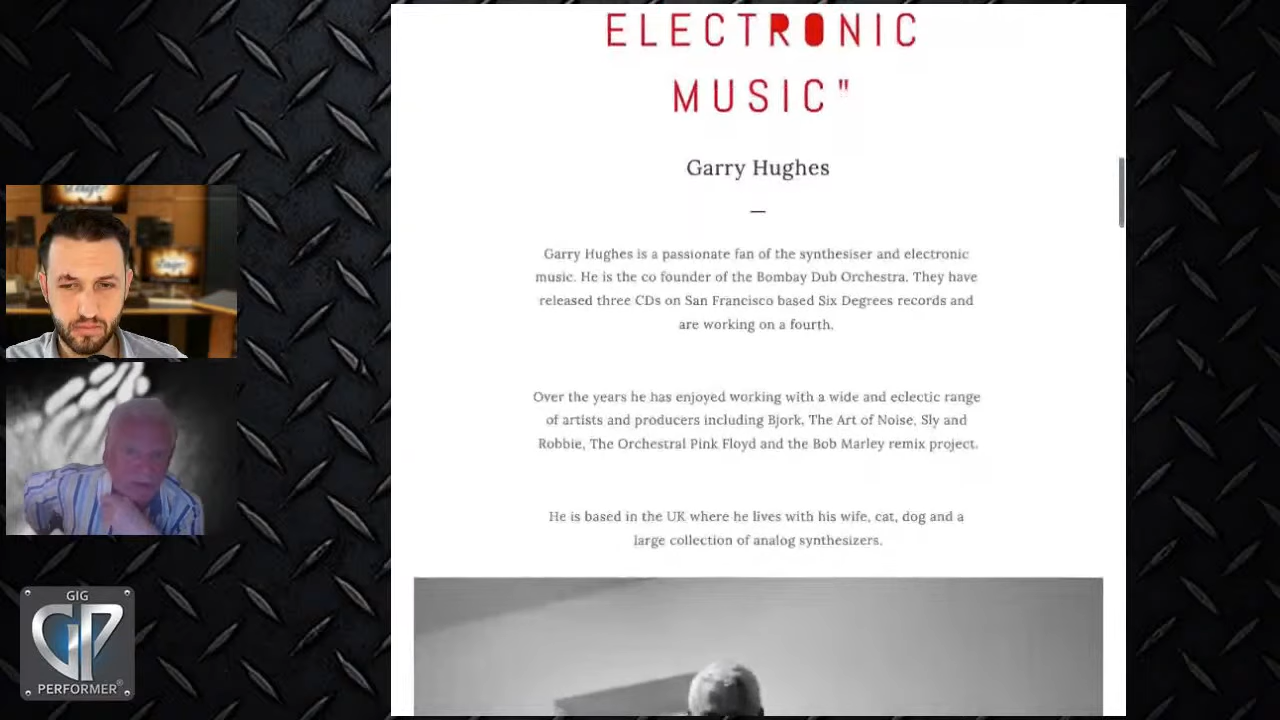 ELECTRONIC
MUSIC"
Garry Hughes
—
Garry Hughes is a passionate fan of the synthesiser and electronic
music. He is the co founder of the Bombay Dub Orchestra. They have
released three CDs on San Francisco based Six Degrees records and
are working on a fourth.
Over the years he has enjoyed working with a wide and eclectic range
of artists and producers including Bjork, The Art of Noise, Sly and
Robbie, The Orchestral Pink Floyd and the Bob Marley remix project.
He is based in the UK where he lives with his wife, cat, dog and a
large collection of analog synthesizers.
GIG
GP
PERFORMER®